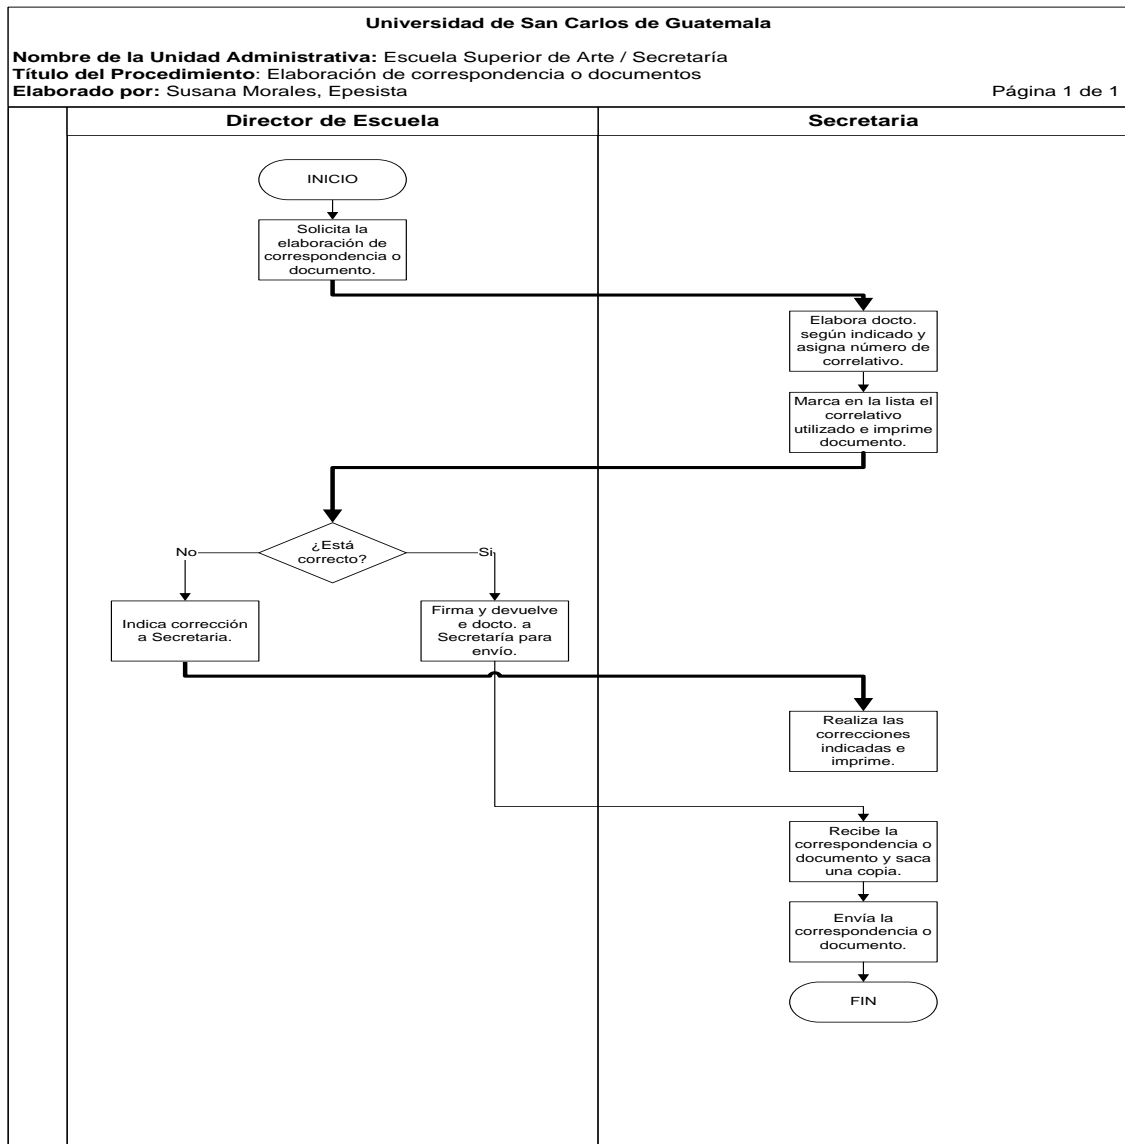 Universidad de San Carlos de Guatemala
Nombre de la Unidad Administrativa: Escuela Superior de Arte / Secretaría
Título del Procedimiento: Elaboración de correspondencia o documentos
Elaborado por: Susana Morales, Epesista
Página 1 de 1
Director de Escuela
Secretaria
INICIO
Solicita la
elaboración de
correspondencia o
documento.
Elabora docto.
según indicado y
asigna número de
correlativo.
Marca en la lista el
correlativo
utilizado e imprime
documento.
¿Está
correcto?
No
Si
Indica corrección
a Secretaria.
Firma y devuelve
e docto. a
Secretaría para
envío.
Realiza las
correcciones
indicadas e
imprime.
Recibe la
correspondencia o
documento y saca
una copia.
Envía la
correspondencia o
documento.
FIN